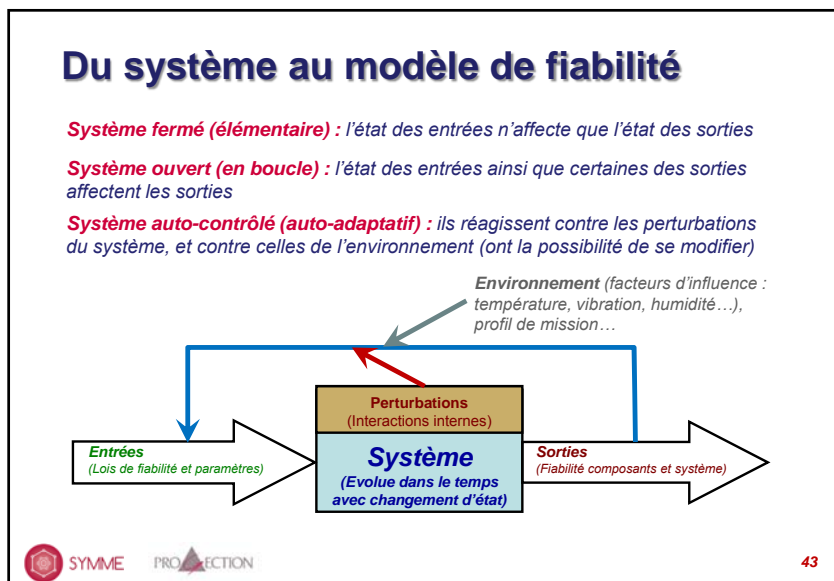 Du système au modèle de fiabilité
Système fermé (élémentaire) : l'état des entrées n'affecte que l'état des sorties
Système ouvert (en boucle) : l'état des entrées ainsi que certaines des sorties
affectent les sorties
Système auto-contrôlé (auto-adaptatif) : ils réagissent contre les perturbations
du système, et contre celles de l'environnement (ont la possibilité de se modifier)
Environnement (facteurs d'influence :
température, vibration, humidité…),
profil de mission…
Perturbations
(Interactions internes)
Entrées
(Lois de fiabilité et paramètres)
Système
(Evolue dans le temps
avec changement d'état)
Sorties
(Fiabilité composants et système)
SYMME
PRO ECTION
43